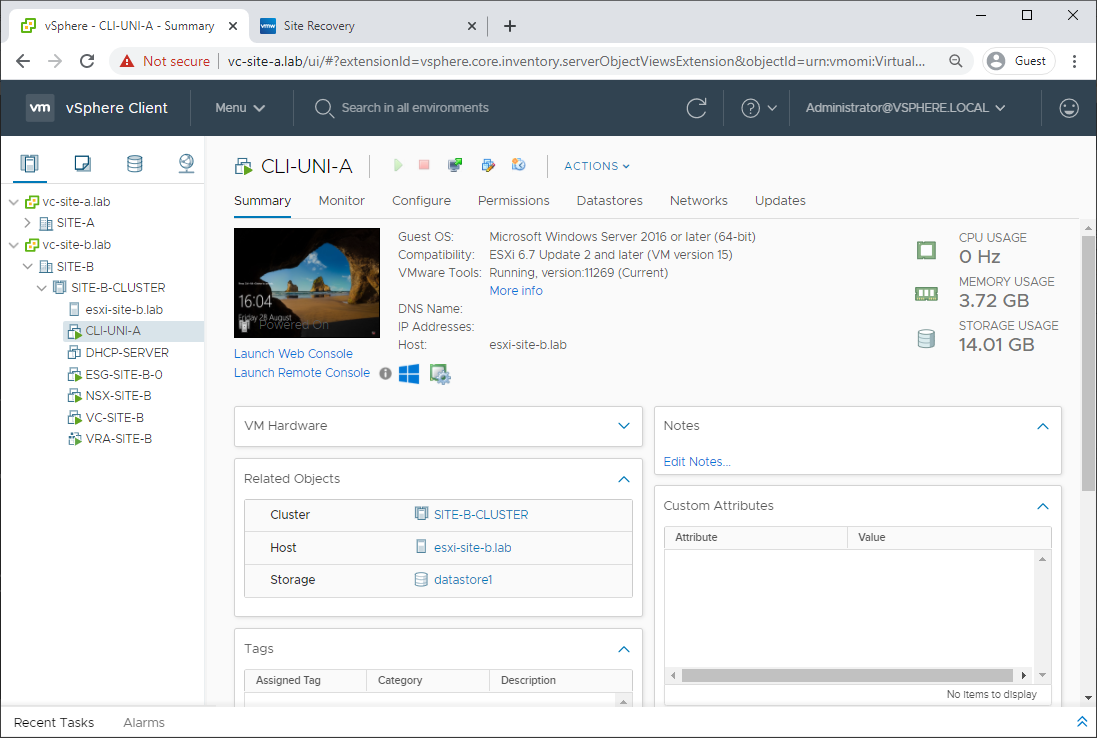 vSphere - CLI-UNI-A - Summary
vmw Site Recovery
Not secure vc-site-a.lab/ui/#?extensionId=vsphere.core.inventory.serverObjectViewsExtension&objectId=urn:vmomi:Virtual... Guest
vm vSphere Client Menu Search in all environments Administrator@VSPHERE.LOCAL
vc-site-a.lab
SITE-A
vc-site-b.lab
SITE-B
SITE-B-CLUSTER
esxi-site-b.lab
CLI-UNI-A
DHCP-SERVER
ESG-SITE-B-0
NSX-SITE-B
VC-SITE-B
VRA-SITE-B
CLI-UNI-A ACTIONS
Summary Monitor Configure Permissions Datastores Networks Updates
16:04
Friday 28 August
Powered On
Launch Web Console
Launch Remote Console
Guest OS: Microsoft Windows Server 2016 or later (64-bit)
Compatibility: ESXi 6.7 Update 2 and later (VM version 15)
VMware Tools: Running, version:11269 (Current)
More info
DNS Name:
IP Addresses:
Host: esxi-site-b.lab
CPU USAGE
0 Hz
MEMORY USAGE
3.72 GB
STORAGE USAGE
14.01 GB
VM Hardware
Related Objects
Cluster SITE-B-CLUSTER
Host esxi-site-b.lab
Storage datastore1
Tags
Assigned Tag Category Description
Notes
Edit Notes...
Custom Attributes
Attribute Value
No items to display
Recent Tasks Alarms